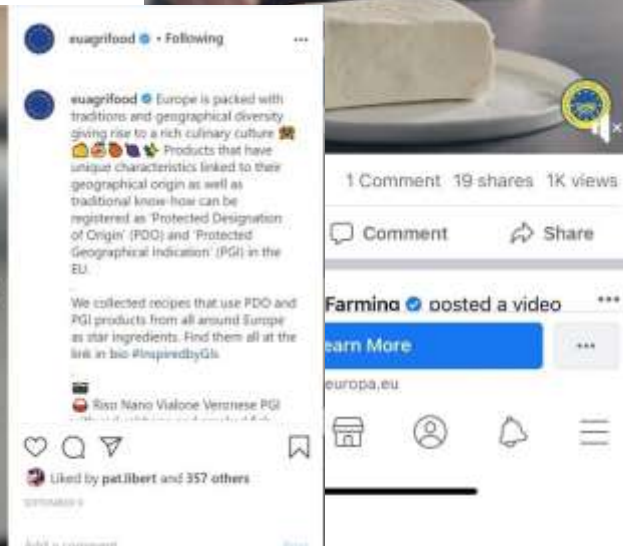 euagrifood • Following
euagrifood Europe is packed with
traditions and geographical diversity
giving rise to a rich culinary culture
Products that have
unique characteristics linked to their
geographical origin as well as
traditional know-how can be
registered as 'Protected Designation
of Origin' (PDO) and 'Protected
Geographical Indication' (PGI) in the
EU.
We collected recipes that use PDO and
PGI products from all around Europe
as star ingredients. Find them all at the
link in bio #InspiredbyGIs
Riso Nano Vialone Veronese PGI
Liked by pat.libert and 357 others
Add a comment
1 Comment 19 shares 1K views
Comment Share
Farming posted a video
earn More
europa.eu